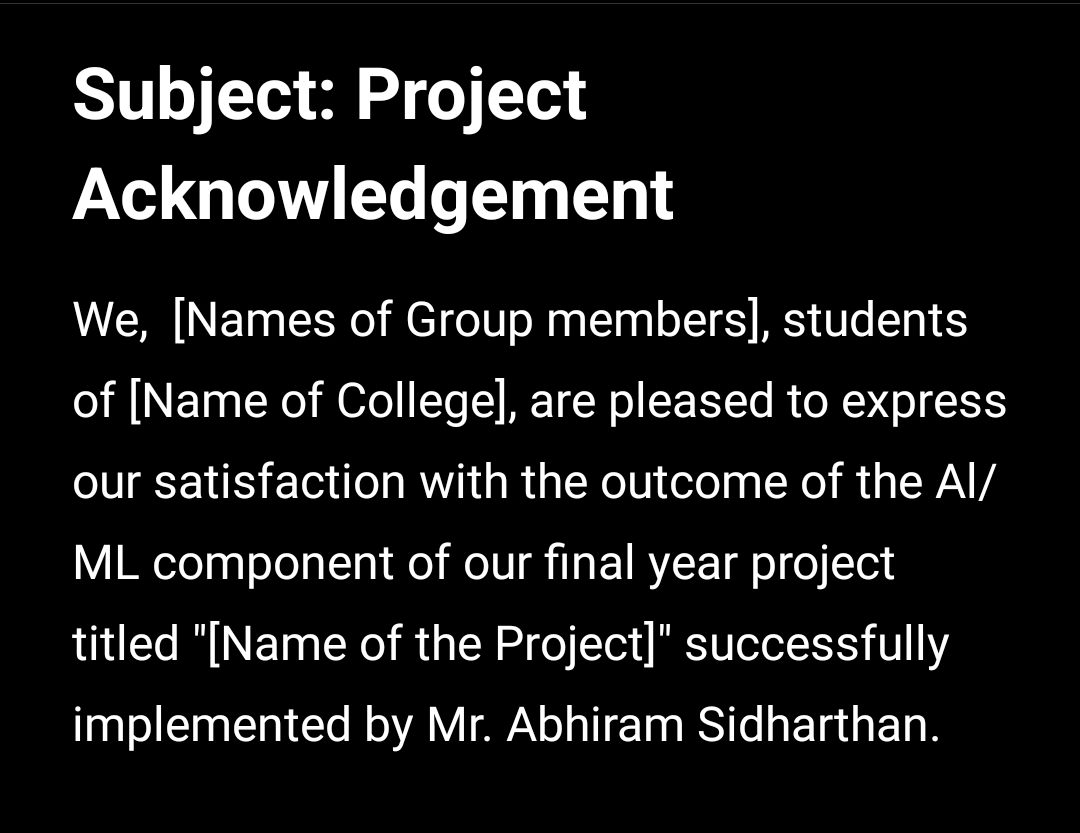 Subject: Project
Acknowledgement
We,  [Names of Group members], students
of [Name of College], are pleased to express
our satisfaction with the outcome of the Al/
ML component of our final year project
titled "[Name of the Project]" successfully
implemented by Mr. Abhiram Sidharthan.